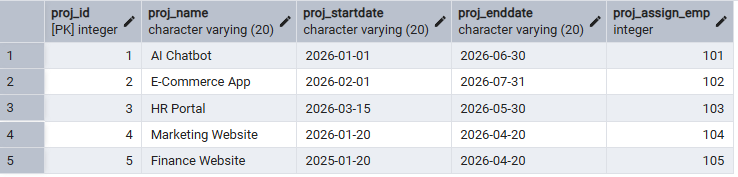 proj_id proj_name proj_startdate proj_enddate proj_assign_emp
[PK] integer character varying (20) character varying (20) character varying (20) integer
1 1 AI Chatbot 2026-01-01 2026-06-30 101
2 2 E-Commerce App 2026-02-01 2026-07-31 102
3 3 HR Portal 2026-03-15 2026-05-30 103
4 4 Marketing Website 2026-01-20 2026-04-20 104
5 5 Finance Website 2025-01-20 2026-04-20 105